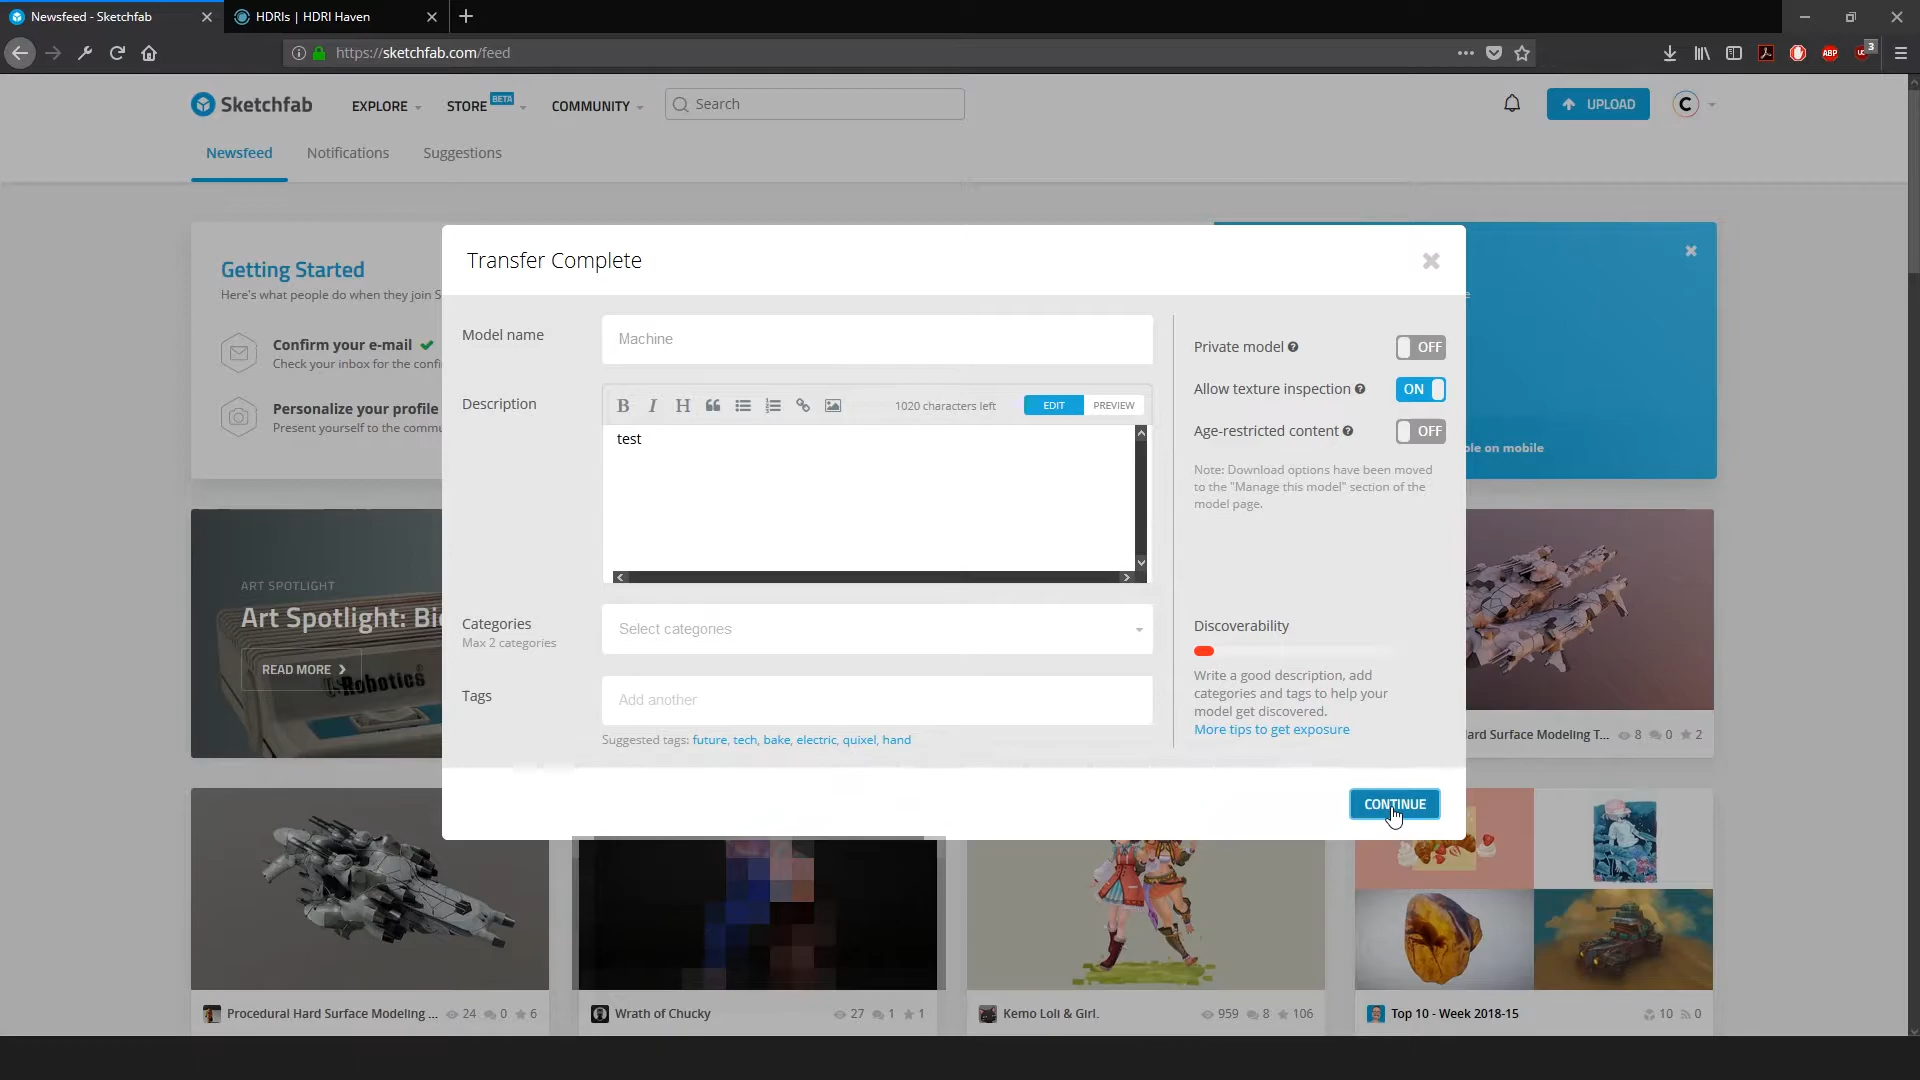 Newsfeed - Sketchfab
HDRIs | HDRI Haven
https://sketchfab.com/feed
ABP
3
Sketchfab
EXPLORE
STORE BETA
COMMUNITY
Search
UPLOAD
C
Newsfeed
Notifications
Suggestions
Getting Started
Here's what people do when they join S
Confirm your e-mail
Check your inbox for the confi
Personalize your profile
Present yourself to the commu
Transfer Complete
Model name
Machine
Description
B I H
1020 characters left
EDIT
PREVIEW
test
Categories
Max 2 categories
Select categories
Tags
Add another
Suggested tags: future, tech, bake, electric, quixel, hand
Private model
OFF
Allow texture inspection
ON
Age-restricted content
OFF
Note: Download options have been moved
to the "Manage this model" section of the
model page.
Discoverability
Write a good description, add
categories and tags to help your
model get discovered.
More tips to get exposure
CONTINUE
ble on mobile
ART SPOTLIGHT
Art Spotlight: Bi
READ MORE
Robotics
ard Surface Modeling T... 8 0 2
Procedural Hard Surface Modeling ... 24 0 6
Wrath of Chucky 27 1 1
Kemo Loli & Girl. 959 8 106
Top 10 - Week 2018-15 10 0